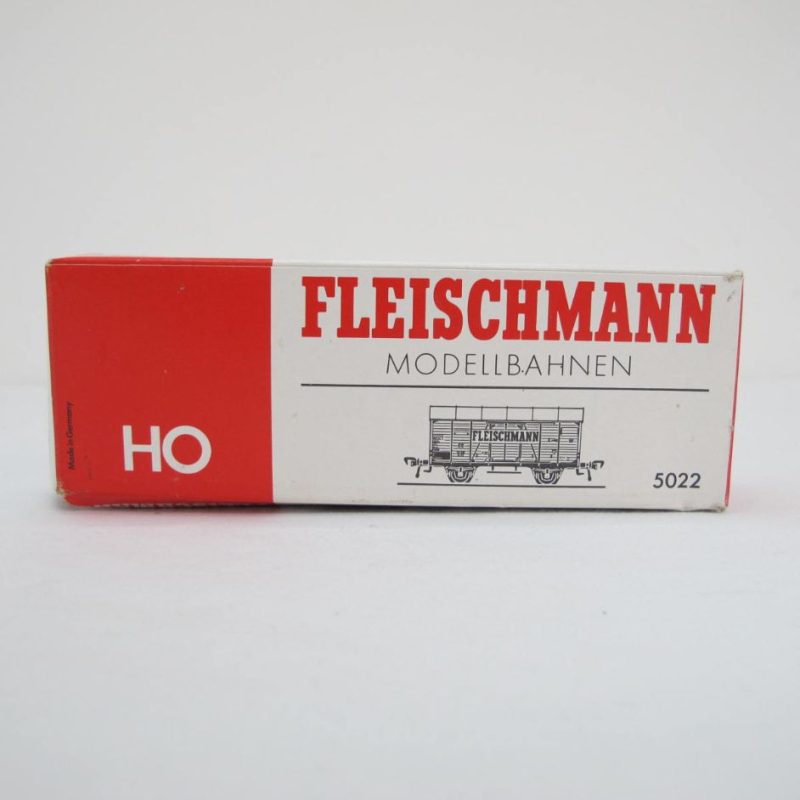 FLEISCHMANN
MODELLBAHNEN
FLEISCHMANN
HO
5022
Made in Germany